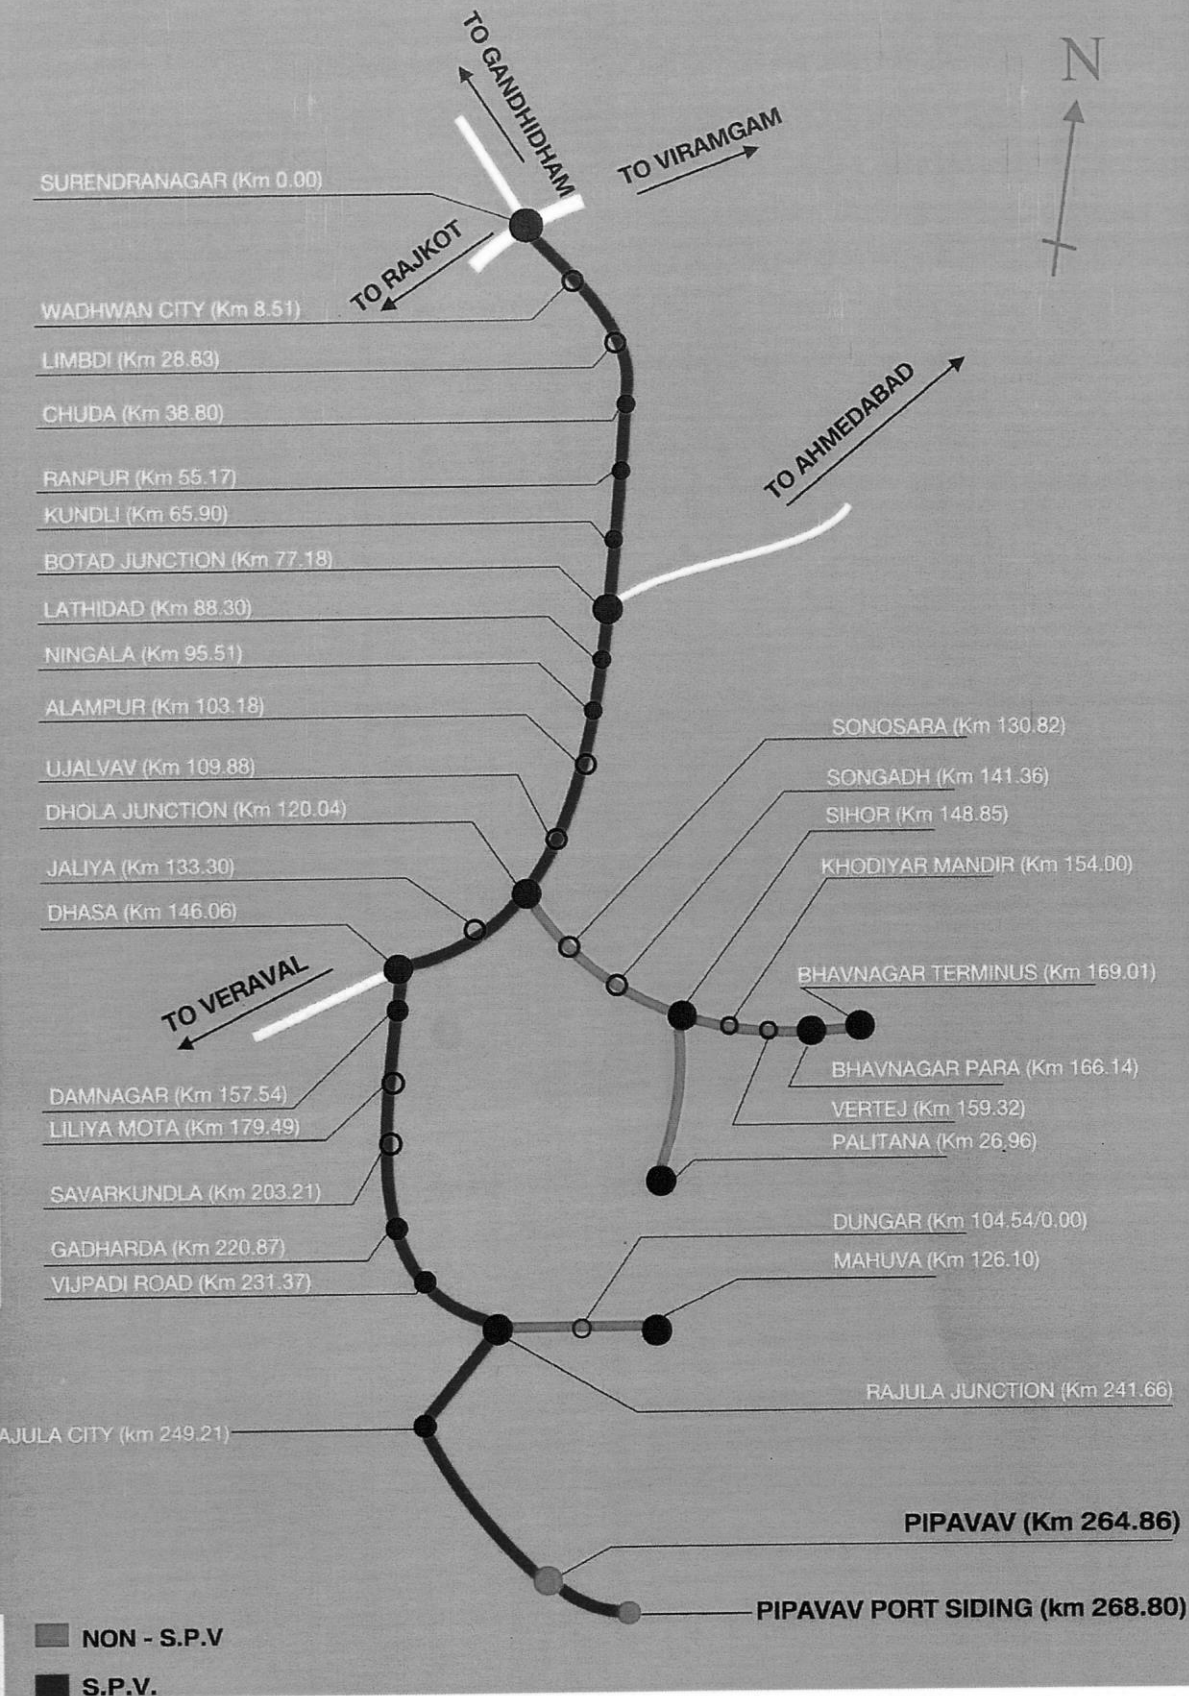 TO GANDHIDHAM
N
TO VIRAMGAM
SURENDRANAGAR (Km 0.00)
TO RAJKOT
WADHWAN CITY (Km 8.51)
LIMBDI (Km 28.83)
CHUDA (Km 38.80)
TO AHMEDABAD
RANPUR (Km 55.17)
KUNDLI (Km 65.90)
BOTAD JUNCTION (Km 77.18)
LATHIDAD (Km 88.30)
NINGALA (Km 95.51)
ALAMPUR (Km 103.18)
UJALVAV (Km 109.88)
DHOLA JUNCTION (Km 120.04)
JALIYA (Km 133.30)
DHASA (Km 146.06)
TO VERAVAL
SONOSARA (Km 130.82)
SONGADH (Km 141.36)
SIHOR (Km 148.85)
KHODIYAR MANDIR (Km 154.00)
BHAVNAGAR TERMINUS (Km 169.01)
BHAVNAGAR PARA (Km 166.14)
VERTEJ (Km 159.32)
PALITANA (Km 26.96)
DAMNAGAR (Km 157.54)
LILIYA MOTA (Km 179.49)
SAVARKUNDLA (Km 203.21)
GADHARDA (Km 220.87)
VIJPADI ROAD (Km 231.37)
DUNGAR (Km 104.54/0.00)
MAHUVA (Km 126.10)
RAJULA JUNCTION (Km 241.66)
AJULA CITY (km 249.21)
PIPAVAV (Km 264.86)
PIPAVAV PORT SIDING (km 268.80)
NON - S.P.V
S.P.V.